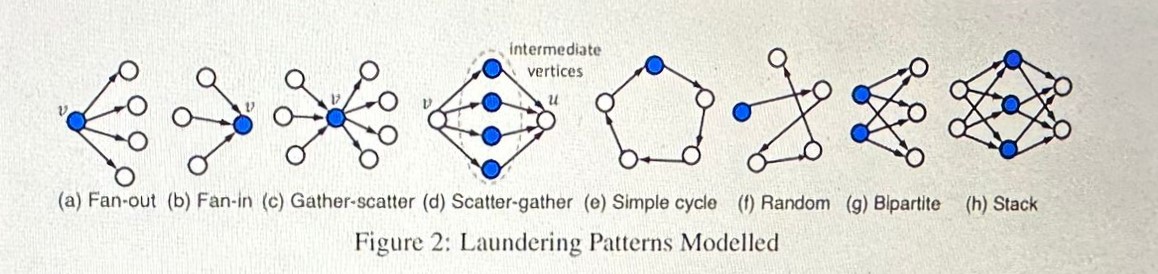 intermediate
vertices
v
v
v
v
u
(a) Fan-out (b) Fan-in (c) Gather-scatter (d) Scatter-gather (e) Simple cycle (f) Random (g) Bipartite (h) Stack
Figure 2: Laundering Patterns Modelled